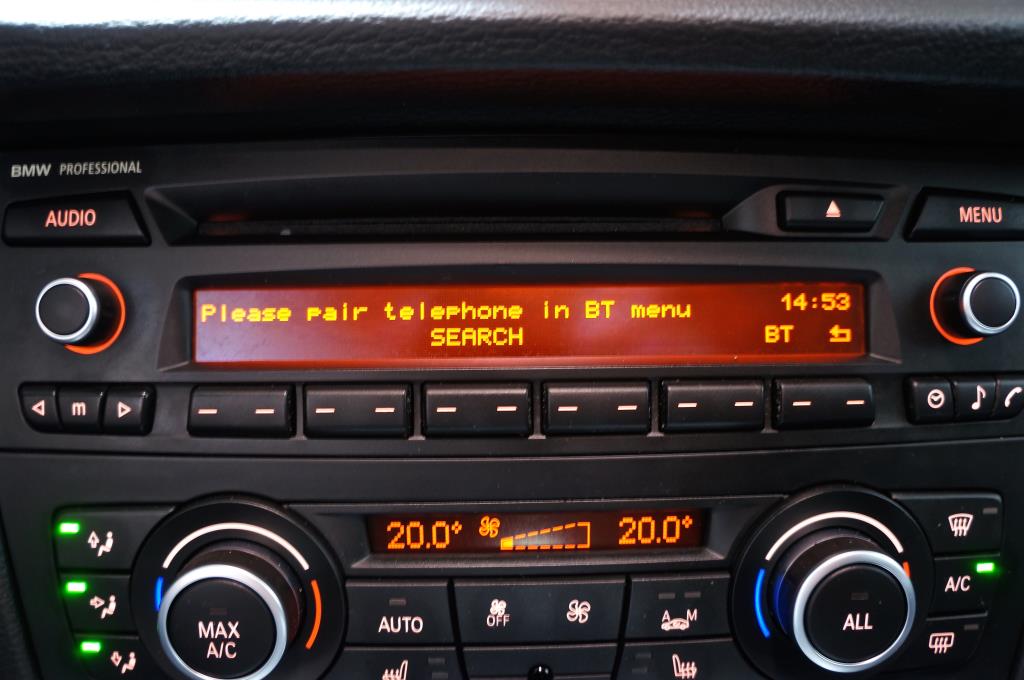 BMW PROFESSIONAL
AUDIO
MENU
Please pair telephone in BT menu 14:53
SEARCH BT
m
20.0° 20.0°
MAX
A/C
AUTO
OFF
A M
ALL
A/C